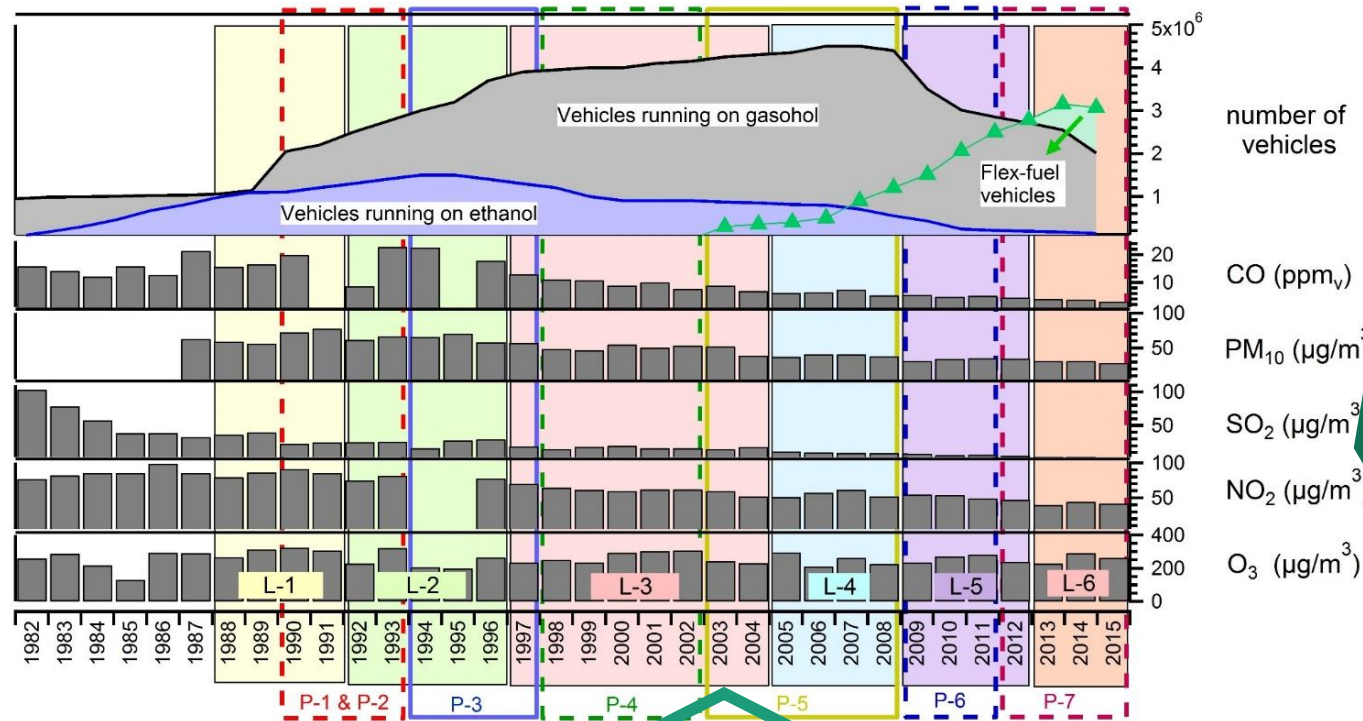 5x10⁶
4
3
2
1
number of
vehicles
Vehicles running on gasohol
Flex-fuel
vehicles
Vehicles running on ethanol
20
10
CO (ppmᵥ)
100
50
PM₁₀ (µg/m³
100
50
SO₂ (µg/m³
100
50
NO₂ (µg/m³
400
200
0
O₃ (µg/m³)
L-1 L-2 L-3 L-4 L-5 L-6
1982 1983 1984 1985 1986 1987 1988 1989 1990 1991 1992 1993 1994 1995 1996 1997 1998 1999 2000 2001 2002 2003 2004 2005 2006 2007 2008 2009 2010 2011 2012 2013 2014 2015
P-1 & P-2 P-3 P-4 P-5 P-6 P-7